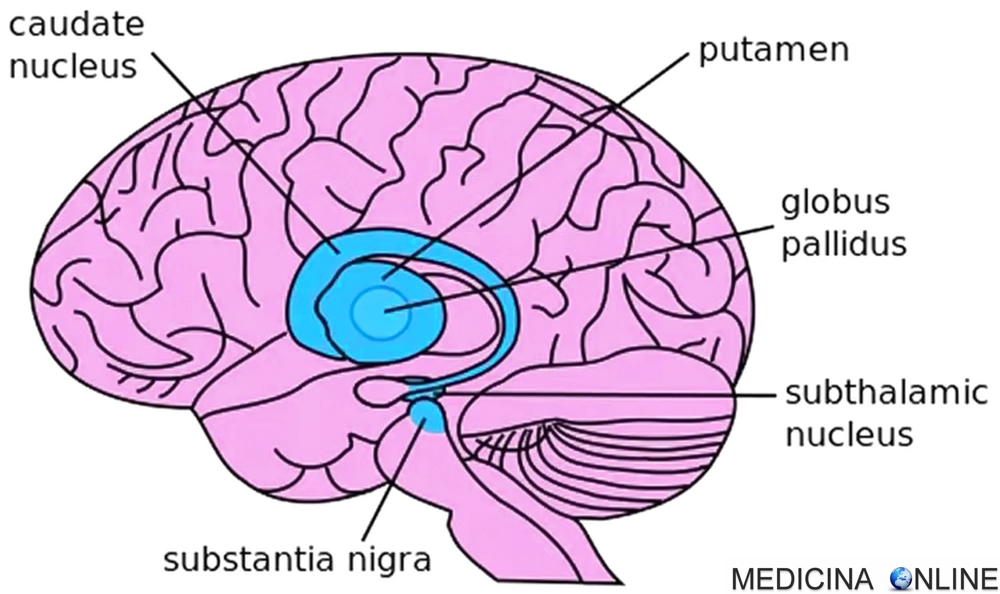 caudate
nucleus
putamen
globus
pallidus
subthalamic
nucleus
substantia nigra
MEDICINA ONLINE